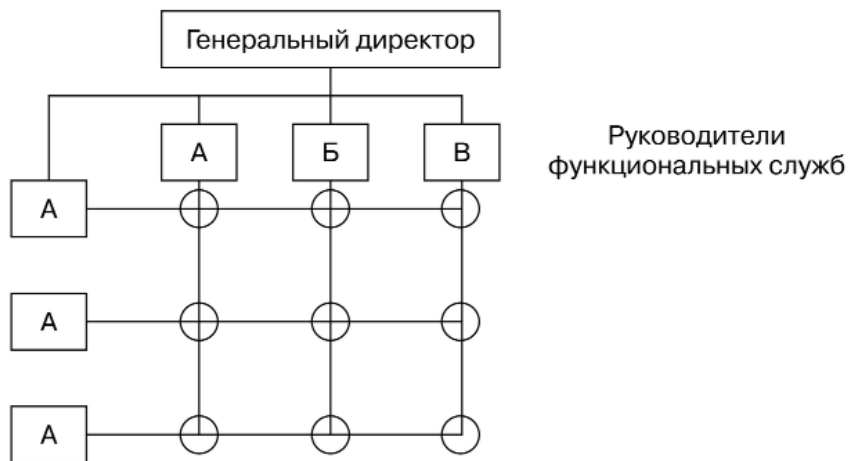 Генеральный директор
А
Б
В
Руководители
функциональных служб
А
А
А